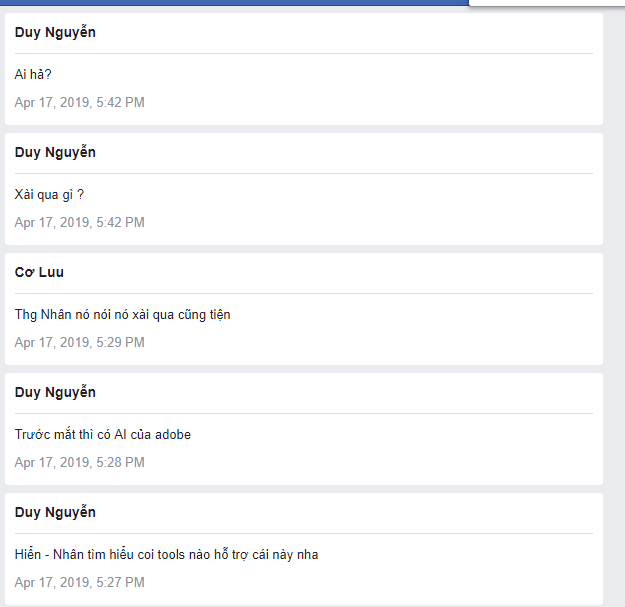 Duy Nguyễn
Ai hả?
Apr 17, 2019, 5:42 PM
Duy Nguyễn
Xài qua gì ?
Apr 17, 2019, 5:42 PM
Cơ Luu
Thg Nhân nó nói nó xài qua cũng tiện
Apr 17, 2019, 5:29 PM
Duy Nguyễn
Trước mắt thì có AI của adobe
Apr 17, 2019, 5:28 PM
Duy Nguyễn
Hiển - Nhân tìm hiểu coi tools nào hỗ trợ cái này nha
Apr 17, 2019, 5:27 PM